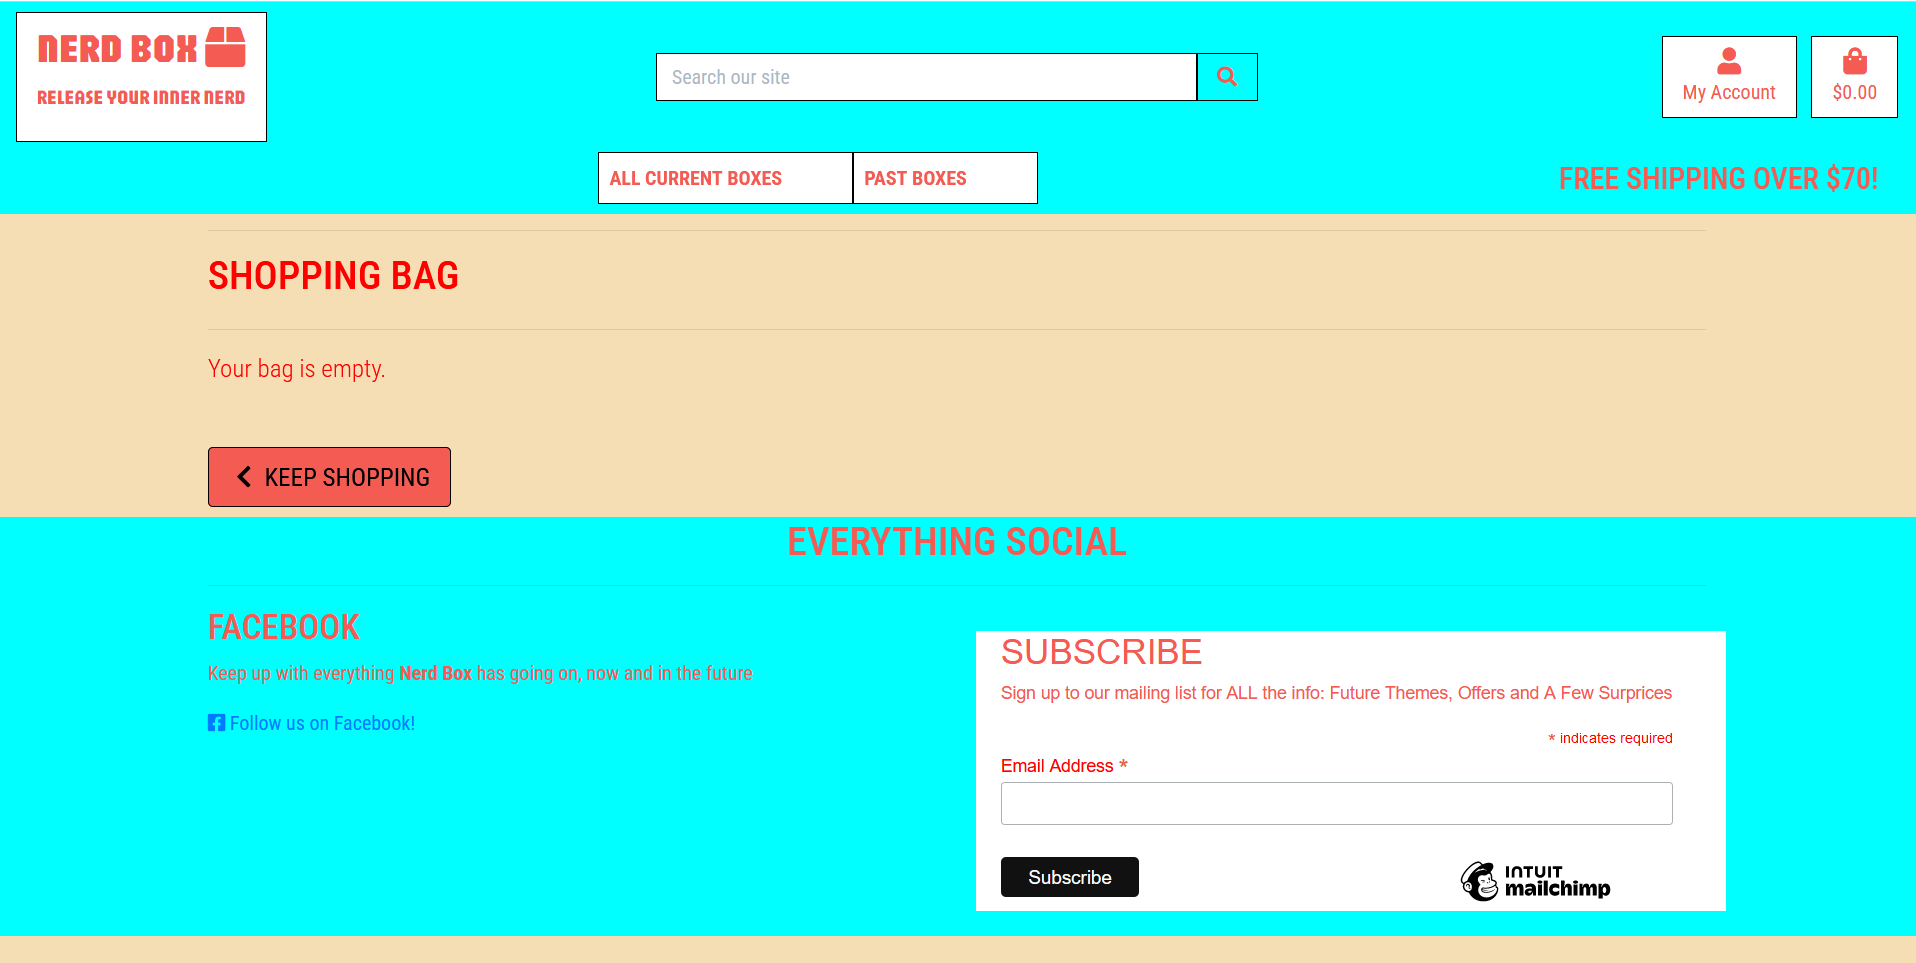 NERD BOX
RELEASE YOUR INNER NERD
Search our site
My Account
$0.00
ALL CURRENT BOXES
PAST BOXES
FREE SHIPPING OVER $70!
SHOPPING BAG
Your bag is empty.
KEEP SHOPPING
EVERYTHING SOCIAL
FACEBOOK
Keep up with everything Nerd Box has going on, now and in the future
Follow us on Facebook!
SUBSCRIBE
Sign up to our mailing list for ALL the info: Future Themes, Offers and A Few Surprices
* indicates required
Email Address *
Subscribe
INTUIT
mailchimp